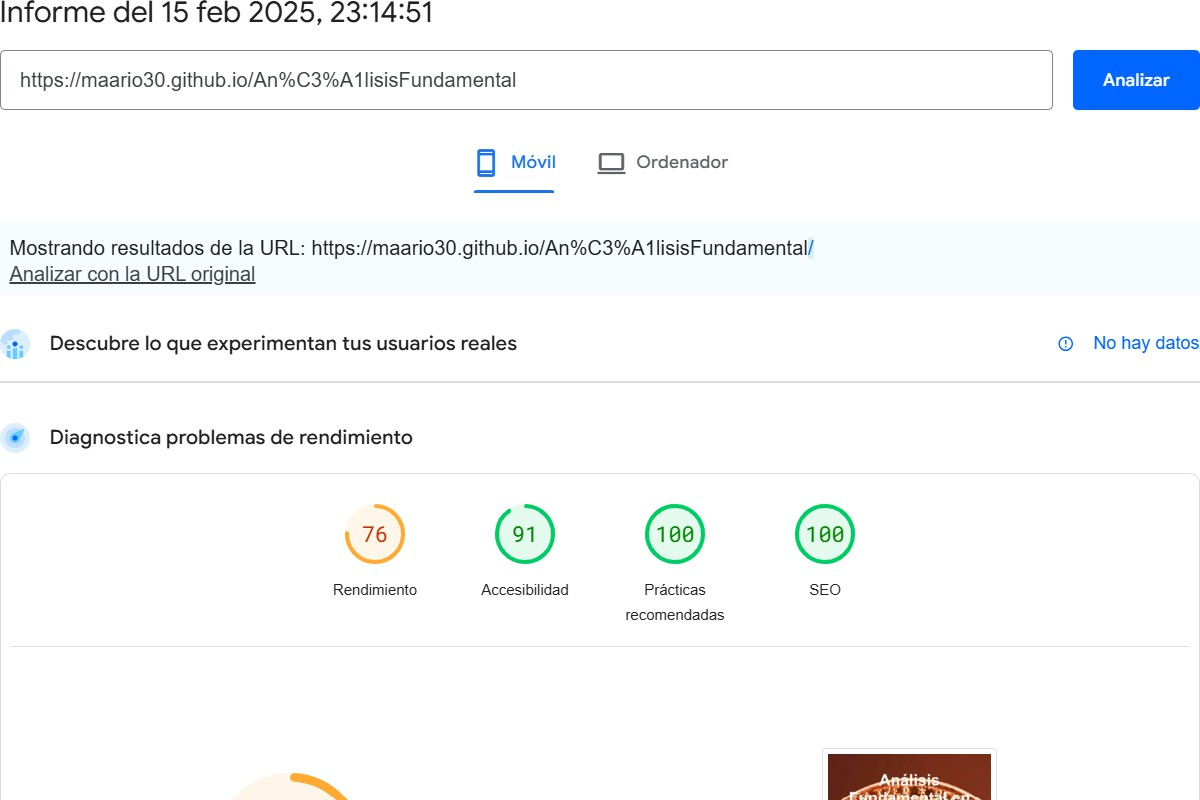 Informe del 15 feb 2025, 23:14:51
https://maario30.github.io/An%C3%A1lisisFundamental
Analizar
Móvil
Ordenador
Mostrando resultados de la URL: https://maario30.github.io/An%C3%A1lisisFundamental/
Analizar con la URL original
Descubre lo que experimentan tus usuarios reales
No hay datos
Diagnostica problemas de rendimiento
76
91
100
100
Rendimiento
Accesibilidad
Prácticas
recomendadas
SEO
Análisis
Fundamental en